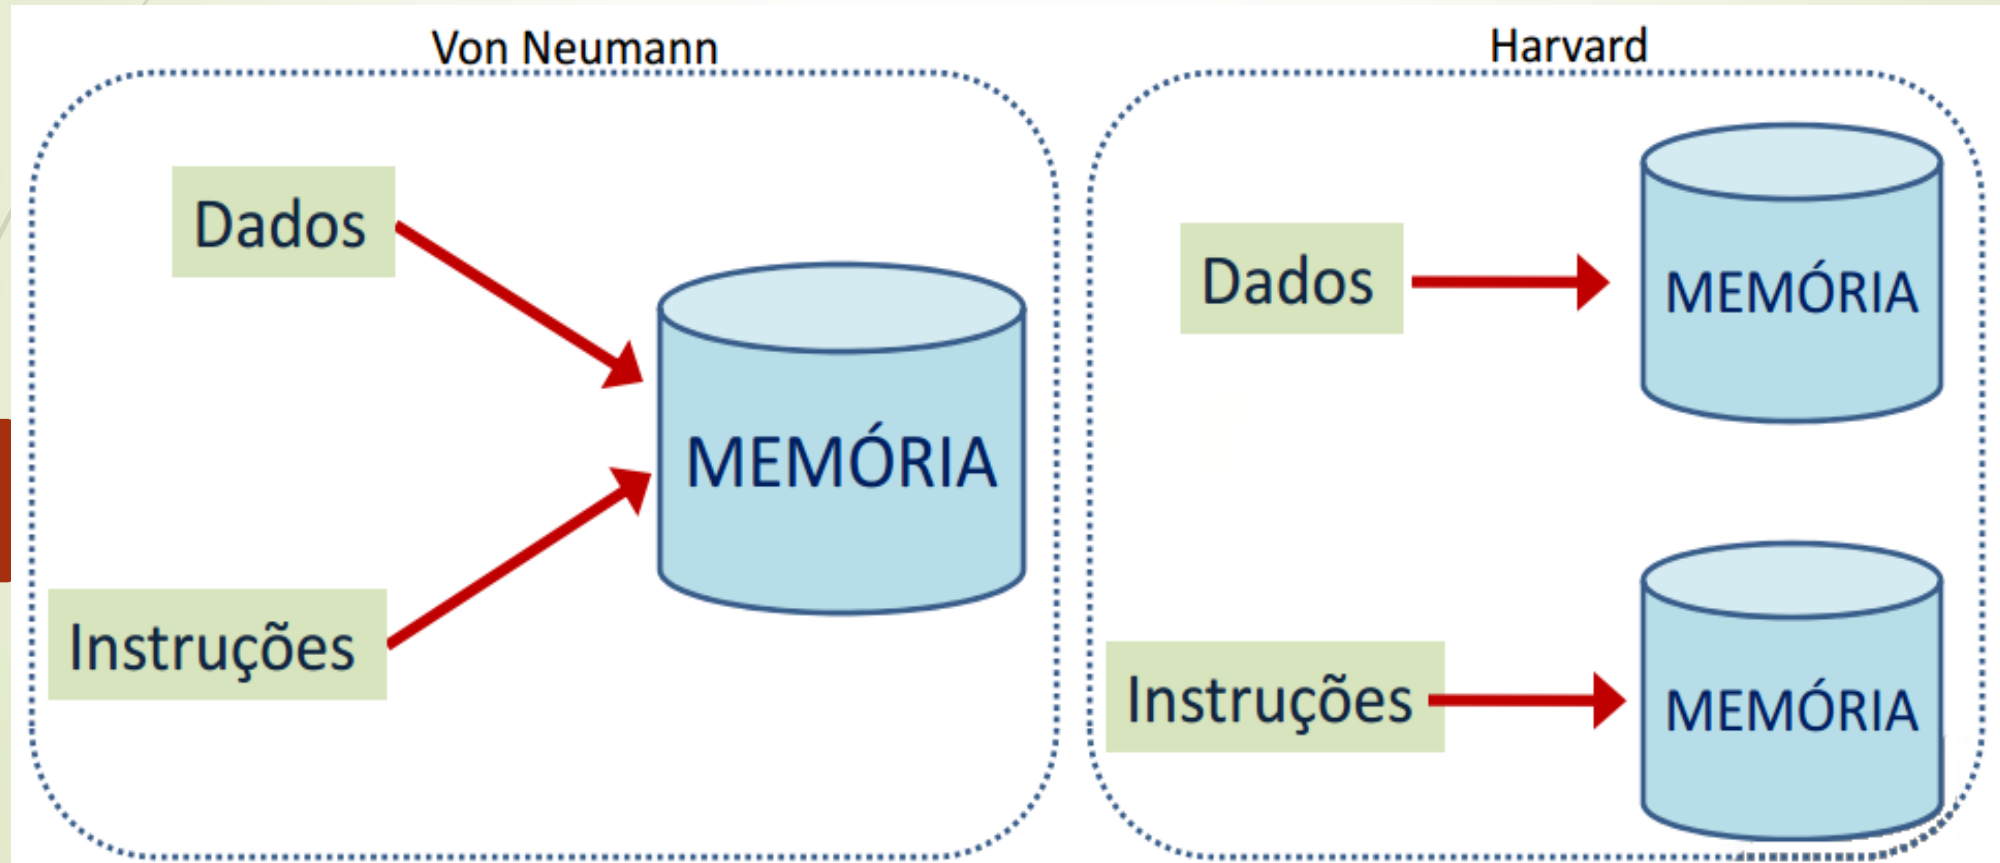 Von Neumann
Dados
Instruções
MEMÓRIA
Harvard
Dados
MEMÓRIA
Instruções
MEMÓRIA